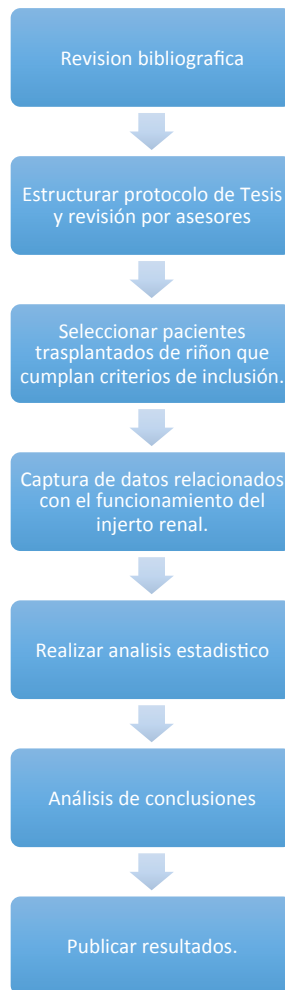 Revision bibliografica
Estructurar protocolo de Tesis
y revisión por asesores
Seleccionar pacientes
trasplantados de riñon que
cumplan criterios de inclusión.
Captura de datos relacionados
con el funcionamiento del
injerto renal.
Realizar analisis estadistico
Análisis de conclusiones
Publicar resultados.